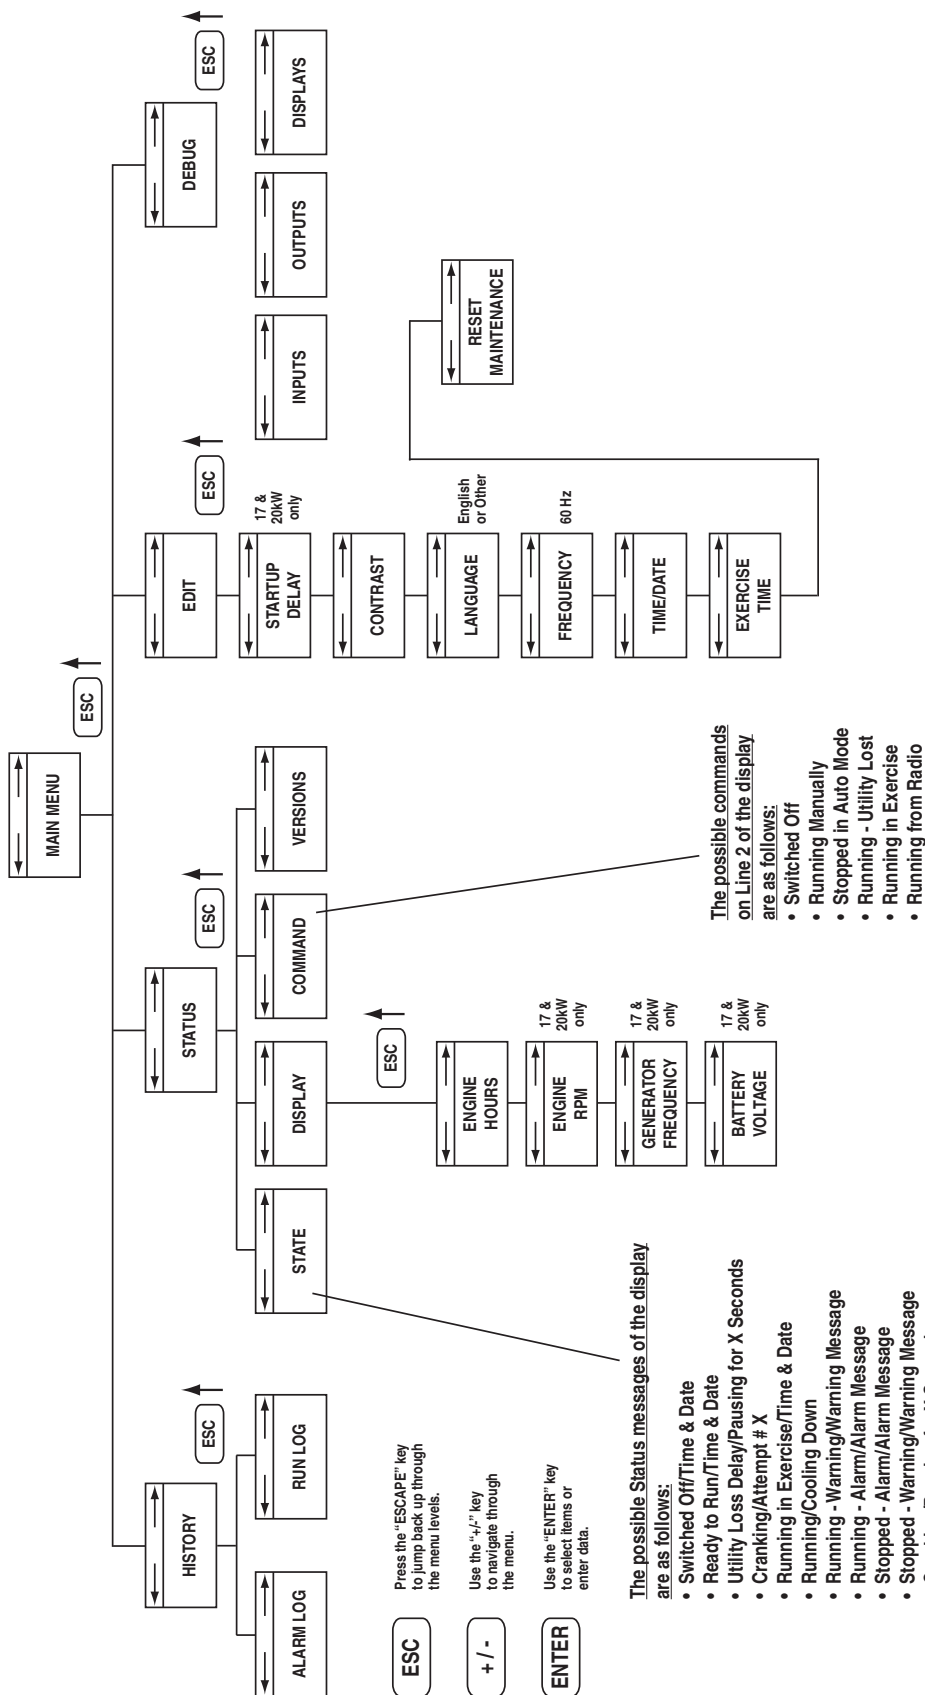 MAIN MENU
ESC
HISTORY
ESC
ALARM LOG
RUN LOG
STATUS
ESC
STATE
DISPLAY
COMMAND
VERSIONS
ESC
ENGINE
HOURS
ENGINE
RPM
17 &
20kW
only
GENERATOR
FREQUENCY
17 &
20kW
only
BATTERY
VOLTAGE
17 &
20kW
only
EDIT
ESC
STARTUP
DELAY
17 &
20kW
only
CONTRAST
LANGUAGE
English
or Other
FREQUENCY
60 Hz
TIME/DATE
EXERCISE
TIME
RESET
MAINTENANCE
DEBUG
ESC
INPUTS
OUTPUTS
DISPLAYS
ESC
Press the "ESCAPE" key
to jump back up through
the menu levels.
+ / -
Use the "+/-" key
to navigate through
the menu.
ENTER
Use the "ENTER" key
to select items or
enter data.
The possible Status messages of the display
are as follows:
• Switched Off/Time & Date
• Ready to Run/Time & Date
• Utility Loss Delay/Pausing for X Seconds
• Cranking/Attempt # X
• Running in Exercise/Time & Date
• Running/Cooling Down
• Running - Warning/Warning Message
• Running - Alarm/Alarm Message
• Stopped - Alarm/Alarm Message
• Stopped - Warning/Warning Message
The possible commands
on Line 2 of the display
are as follows:
• Switched Off
• Running Manually
• Stopped in Auto Mode
• Running - Utility Lost
• Running in Exercise
• Running from Radio